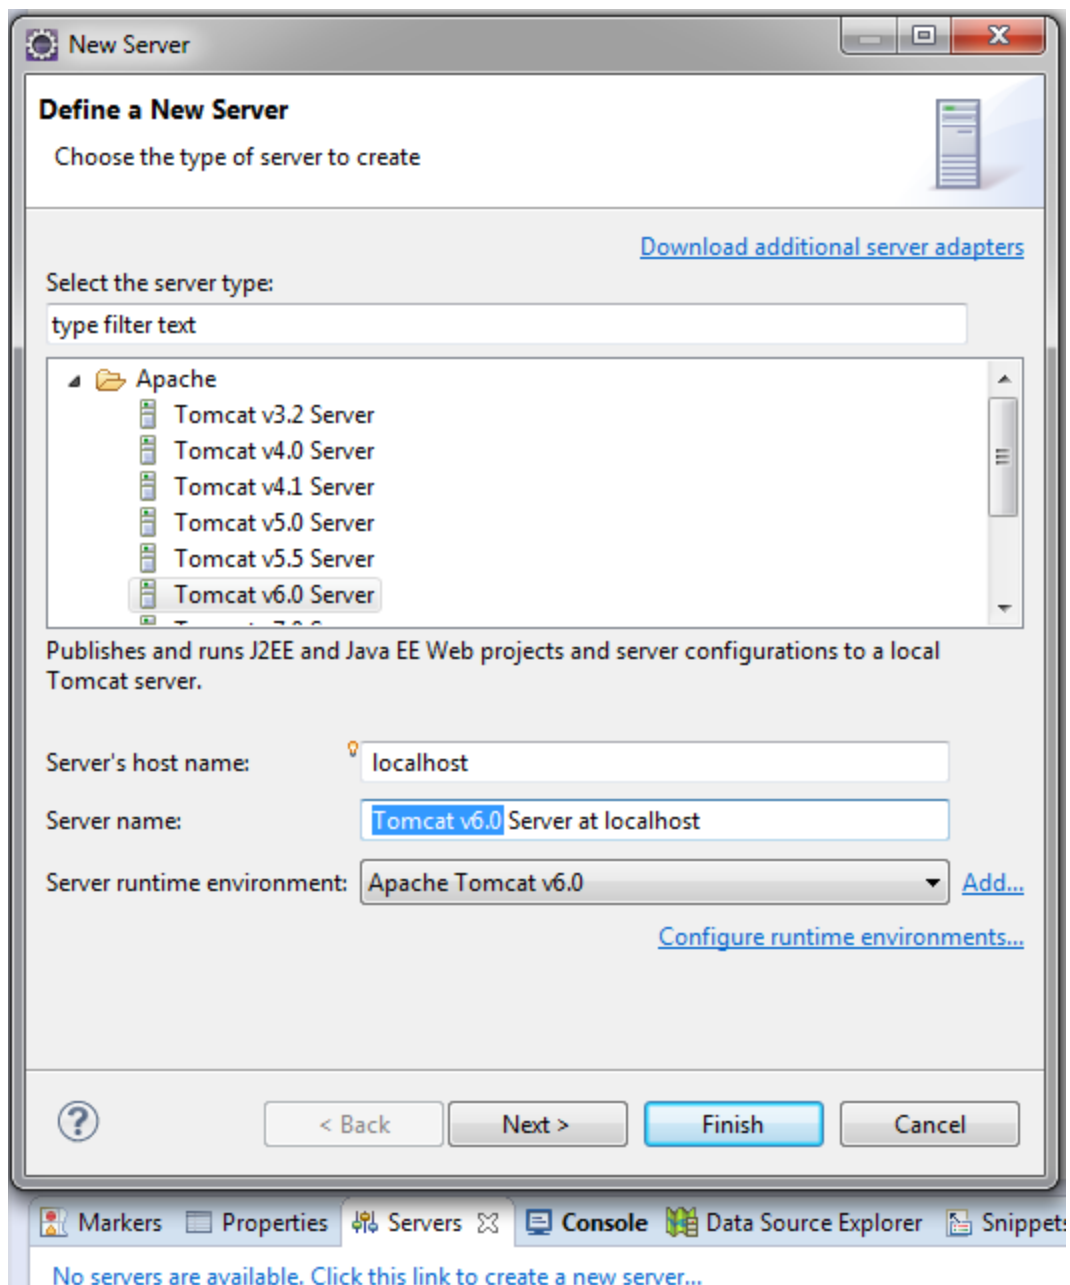 New Server
Define a New Server
Choose the type of server to create
Download additional server adapters
Select the server type:
type filter text
Apache
Tomcat v3.2 Server
Tomcat v4.0 Server
Tomcat v4.1 Server
Tomcat v5.0 Server
Tomcat v5.5 Server
Tomcat v6.0 Server
Publishes and runs J2EE and Java EE Web projects and server configurations to a local
Tomcat server.
Server's host name: localhost
Server name: Tomcat v6.0 Server at localhost
Server runtime environment: Apache Tomcat v6.0 Add...
Configure runtime environments...
< Back Next > Finish Cancel
Markers Properties Servers Console Data Source Explorer Snippets
No servers are available. Click this link to create a new server...